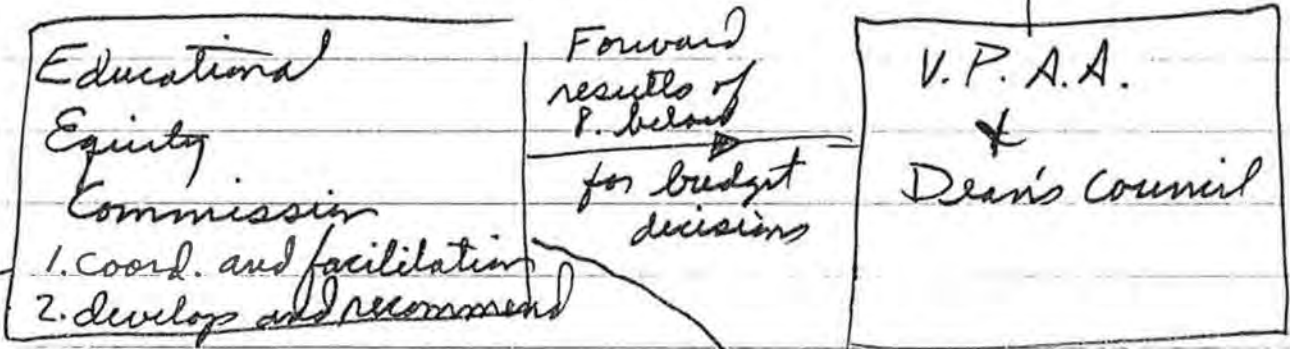 Educational
Equity
Commission
1. coord. and facilitation
2. develop and recommend
Forward
results of
8. below
for budget
decisions
V. P. A. A.
&
Dean's Council